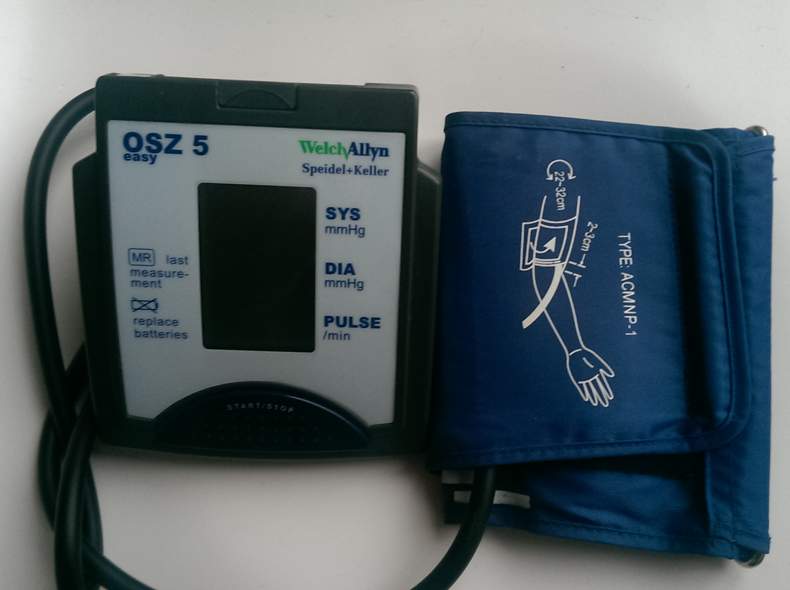 OSZ 5
easy
WelchAllyn
Speidel+Keller
SYS
mmHg
MR last
measure-
ment
DIA
mmHg
replace
batteries
PULSE
/min
START/STOP
22-32cm
2-3cm
TYPE: ACMNP-1